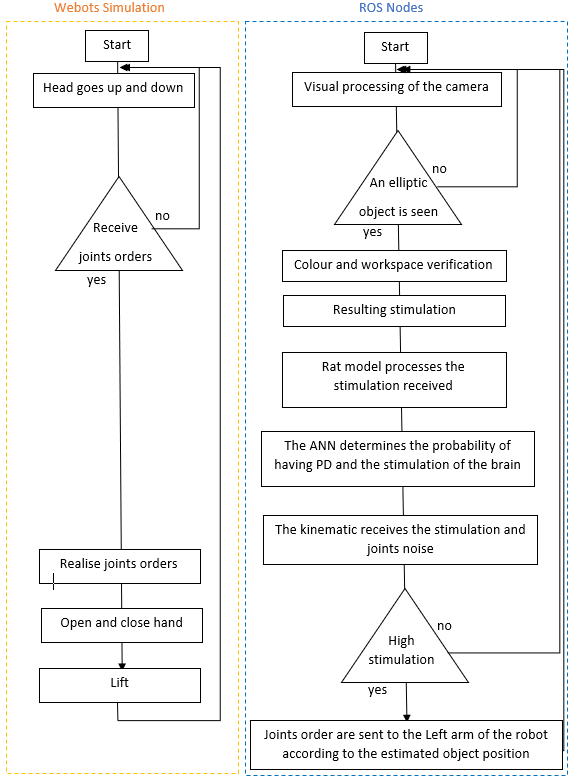 Webots Simulation
Start
Head goes up and down
Receive
joints orders
no
yes
Realise joints orders
Open and close hand
Lift
ROS Nodes
Start
Visual processing of the camera
An elliptic
object is seen
no
yes
Colour and workspace verification
Resulting stimulation
Rat model processes the
stimulation received
The ANN determines the probability of
having PD and the stimulation of the brain
The kinematic receives the stimulation and
joints noise
High
stimulation
no
yes
Joints order are sent to the Left arm of the robot
according to the estimated object position